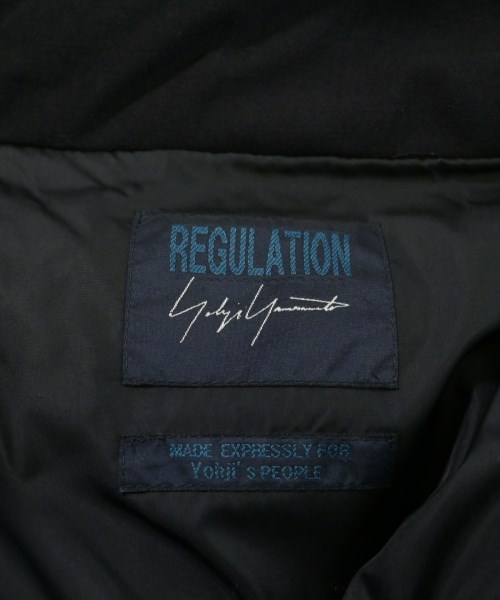 REGULATION
Yohji Yamamoto
MADE EXPRESSLY FOR
Yohji's PEOPLE